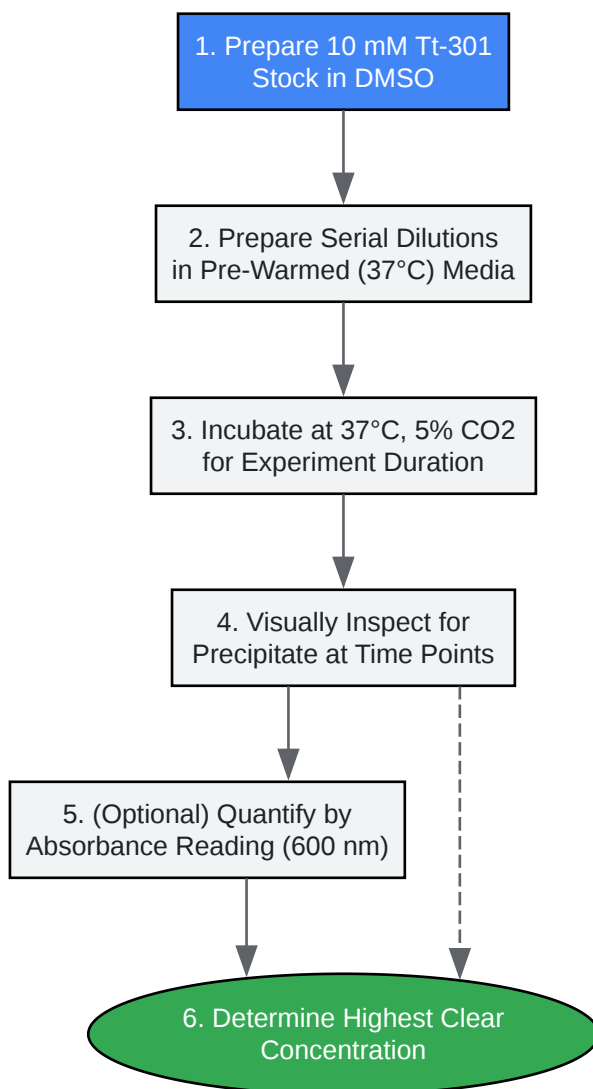 1. Prepare 10 mM Tt-301
Stock in DMSO
2. Prepare Serial Dilutions
in Pre-Warmed (37°C) Media
3. Incubate at 37°C, 5% CO2
for Experiment Duration
4. Visually Inspect for
Precipitate at Time Points
5. (Optional) Quantify by
Absorbance Reading (600 nm)
6. Determine Highest Clear
Concentration